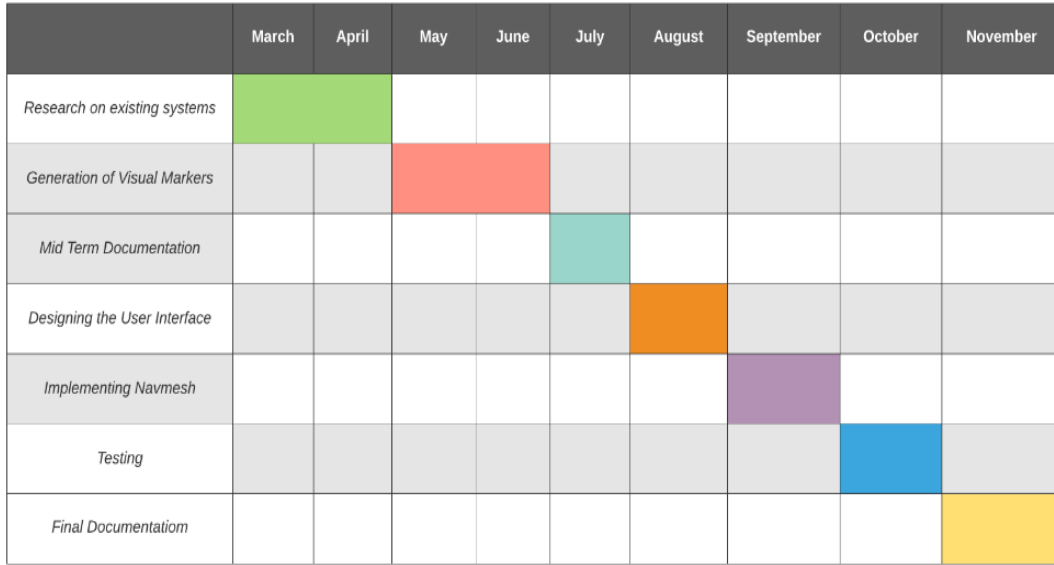 March April May June July August September October November
Research on existing systems
Generation of Visual Markers
Mid Term Documentation
Designing the User Interface
Implementing Navmesh
Testing
Final Documentatiom